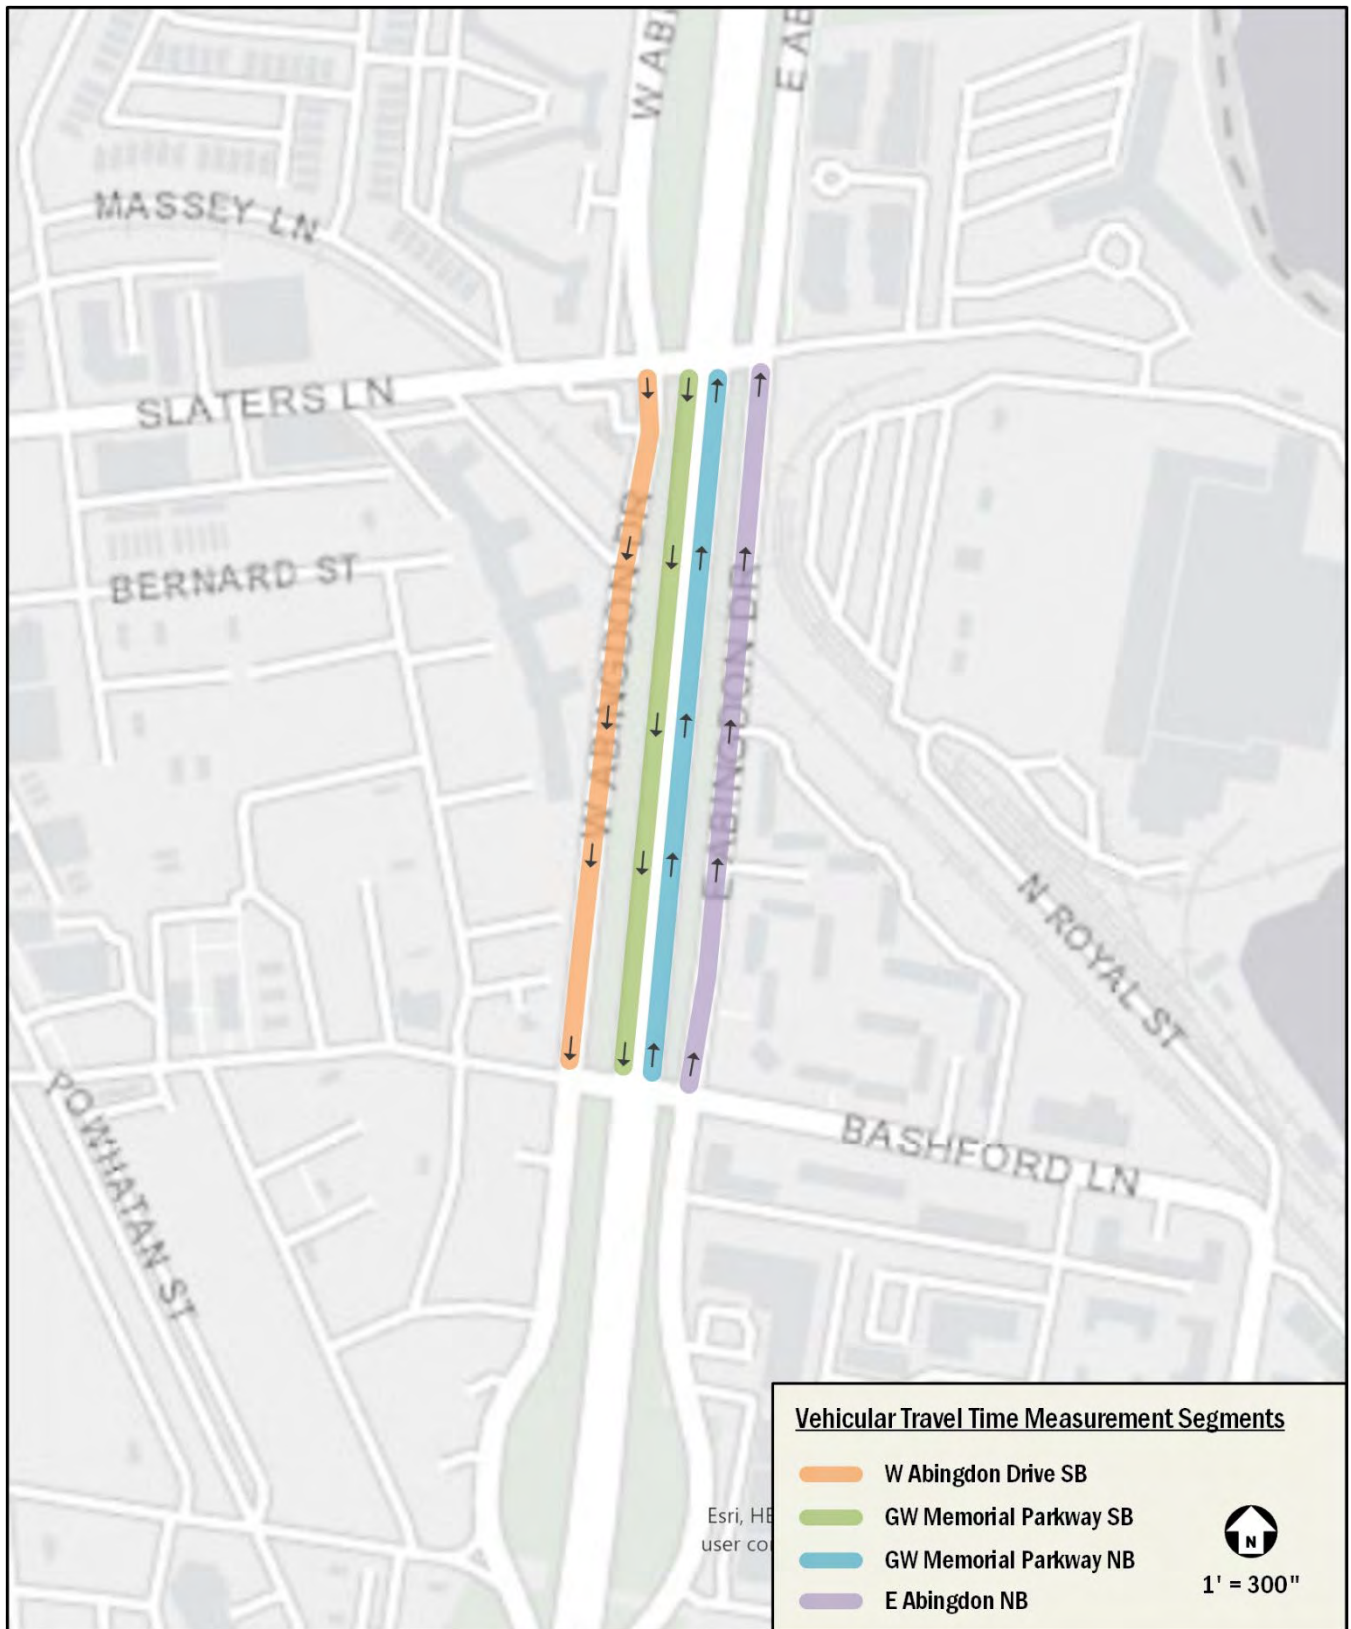 W ABI
E AB
MASSEY LN
SLATERS LN
W ABINGDON DR
BERNARD ST
E ABINGDON DR
N ROYAL ST
POWHATAN ST
BASHFORD LN
Vehicular Travel Time Measurement Segments
W Abingdon Drive SB
GW Memorial Parkway SB
GW Memorial Parkway NB
E Abingdon NB
N
1' = 300"
Esri, HE
user co